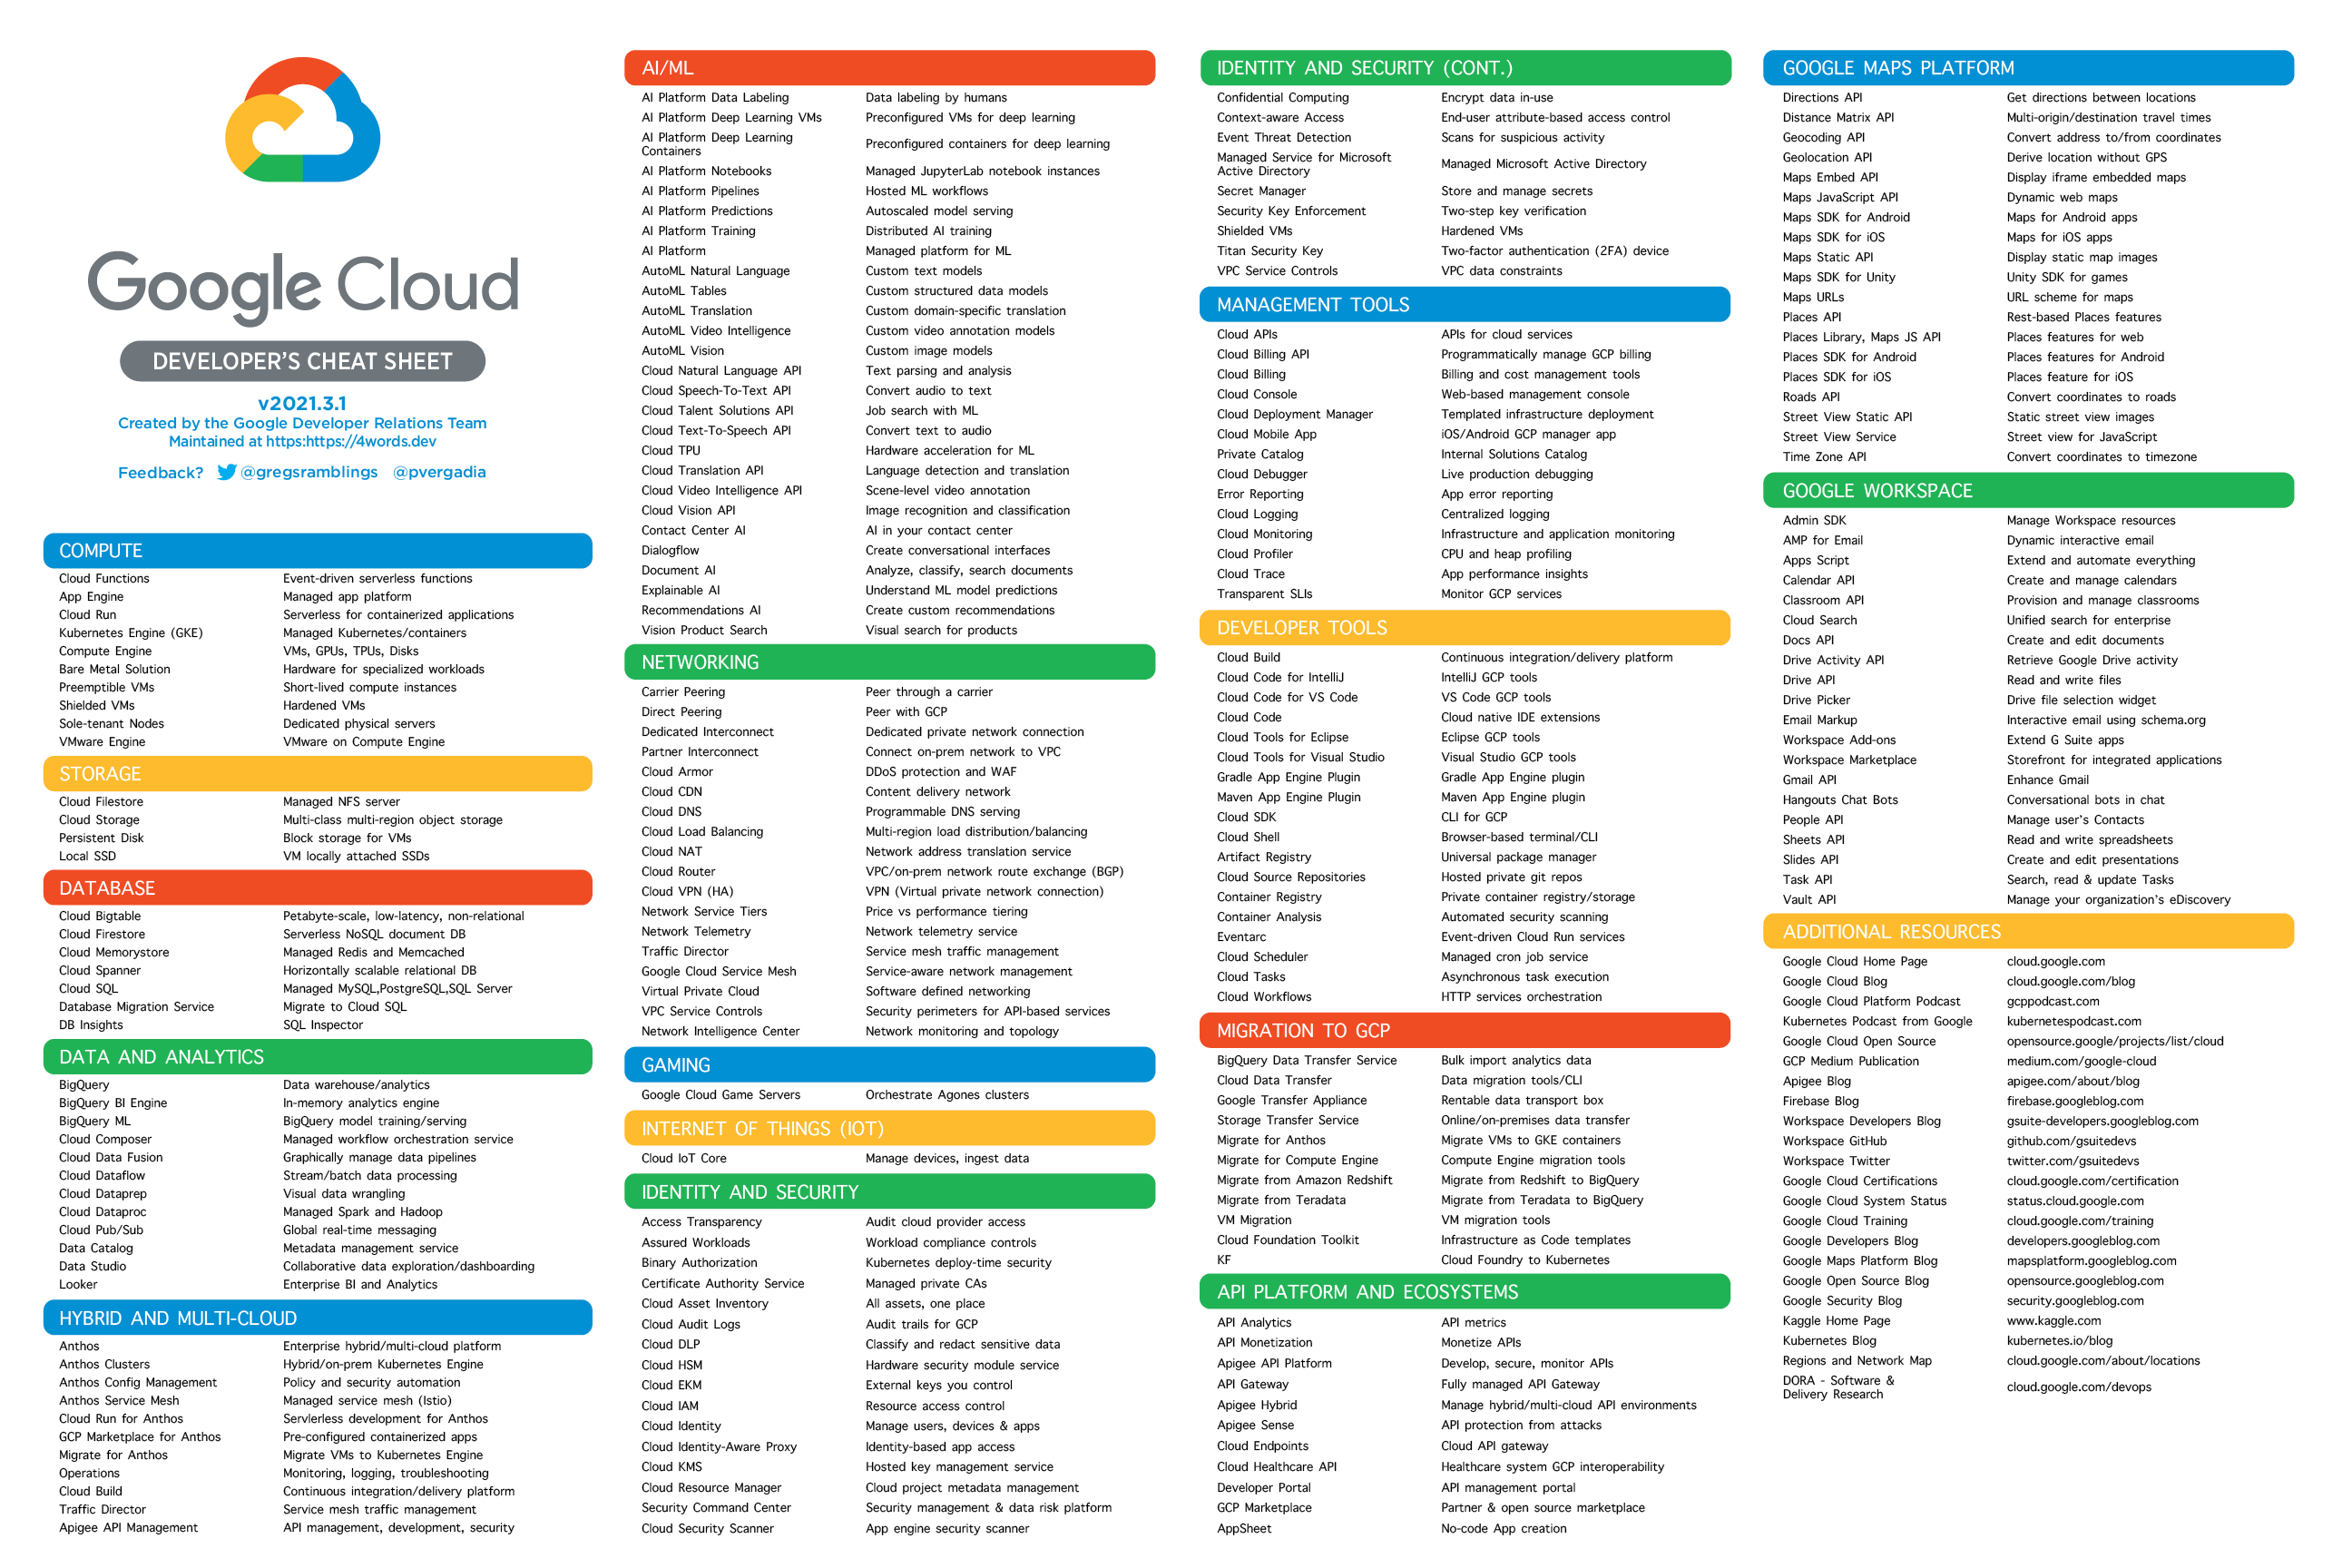 Google Cloud
DEVELOPER'S CHEAT SHEET
v2021.3.1
Created by the Google Developer Relations Team
Maintained at https:https://4words.dev
Feedback? @gregsramblings @pvergadia
COMPUTE
Cloud Functions Event-driven serverless functions
App Engine Managed app platform
Cloud Run Serverless for containerized applications
Kubernetes Engine (GKE) Managed Kubernetes/containers
Compute Engine VMs, GPUs, TPUs, Disks
Bare Metal Solution Hardware for specialized workloads
Preemptible VMs Short-lived compute instances
Shielded VMs Hardened VMs
Sole-tenant Nodes Dedicated physical servers
VMware Engine VMware on Compute Engine
STORAGE
Cloud Filestore Managed NFS server
Cloud Storage Multi-class multi-region object storage
Persistent Disk Block storage for VMs
Local SSD VM locally attached SSDs
DATABASE
Cloud Bigtable Petabyte-scale, low-latency, non-relational
Cloud Firestore Serverless NoSQL document DB
Cloud Memorystore Managed Redis and Memcached
Cloud Spanner Horizontally scalable relational DB
Cloud SQL Managed MySQL,PostgreSQL,SQL Server
Database Migration Service Migrate to Cloud SQL
DB Insights SQL Inspector
DATA AND ANALYTICS
BigQuery Data warehouse/analytics
BigQuery BI Engine In-memory analytics engine
BigQuery ML BigQuery model training/serving
Cloud Composer Managed workflow orchestration service
Cloud Data Fusion Graphically manage data pipelines
Cloud Dataflow Stream/batch data processing
Cloud Dataprep Visual data wrangling
Cloud Dataproc Managed Spark and Hadoop
Cloud Pub/Sub Global real-time messaging
Data Catalog Metadata management service
Data Studio Collaborative data exploration/dashboarding
Looker Enterprise BI and Analytics
HYBRID AND MULTI-CLOUD
Anthos Enterprise hybrid/multi-cloud platform
Anthos Clusters Hybrid/on-prem Kubernetes Engine
Anthos Config Management Policy and security automation
Anthos Service Mesh Managed service mesh (Istio)
Cloud Run for Anthos Servlerless development for Anthos
GCP Marketplace for Anthos Pre-configured containerized apps
Migrate for Anthos Migrate VMs to Kubernetes Engine
Operations Monitoring, logging, troubleshooting
Cloud Build Continuous integration/delivery platform
Traffic Director Service mesh traffic management
Apigee API Management API management, development, security
AI/ML
AI Platform Data Labeling Data labeling by humans
AI Platform Deep Learning VMs Preconfigured VMs for deep learning
AI Platform Deep Learning
Containers Preconfigured containers for deep learning
AI Platform Notebooks Managed JupyterLab notebook instances
AI Platform Pipelines Hosted ML workflows
AI Platform Predictions Autoscaled model serving
AI Platform Training Distributed AI training
AI Platform Managed platform for ML
AutoML Natural Language Custom text models
AutoML Tables Custom structured data models
AutoML Translation Custom domain-specific translation
AutoML Video Intelligence Custom video annotation models
AutoML Vision Custom image models
Cloud Natural Language API Text parsing and analysis
Cloud Speech-To-Text API Convert audio to text
Cloud Talent Solutions API Job search with ML
Cloud Text-To-Speech API Convert text to audio
Cloud TPU Hardware acceleration for ML
Cloud Translation API Language detection and translation
Cloud Video Intelligence API Scene-level video annotation
Cloud Vision API Image recognition and classification
Contact Center AI AI in your contact center
Dialogflow Create conversational interfaces
Document AI Analyze, classify, search documents
Explainable AI Understand ML model predictions
Recommendations AI Create custom recommendations
Vision Product Search Visual search for products
NETWORKING
Carrier Peering Peer through a carrier
Direct Peering Peer with GCP
Dedicated Interconnect Dedicated private network connection
Partner Interconnect Connect on-prem network to VPC
Cloud Armor DDoS protection and WAF
Cloud CDN Content delivery network
Cloud DNS Programmable DNS serving
Cloud Load Balancing Multi-region load distribution/balancing
Cloud NAT Network address translation service
Cloud Router VPC/on-prem network route exchange (BGP)
Cloud VPN (HA) VPN (Virtual private network connection)
Network Service Tiers Price vs performance tiering
Network Telemetry Network telemetry service
Traffic Director Service mesh traffic management
Google Cloud Service Mesh Service-aware network management
Virtual Private Cloud Software defined networking
VPC Service Controls Security perimeters for API-based services
Network Intelligence Center Network monitoring and topology
GAMING
Google Cloud Game Servers Orchestrate Agones clusters
INTERNET OF THINGS (IOT)
Cloud IoT Core Manage devices, ingest data
IDENTITY AND SECURITY
Access Transparency Audit cloud provider access
Assured Workloads Workload compliance controls
Binary Authorization Kubernetes deploy-time security
Certificate Authority Service Managed private CAs
Cloud Asset Inventory All assets, one place
Cloud Audit Logs Audit trails for GCP
Cloud DLP Classify and redact sensitive data
Cloud HSM Hardware security module service
Cloud EKM External keys you control
Cloud IAM Resource access control
Cloud Identity Manage users, devices & apps
Cloud Identity-Aware Proxy Identity-based app access
Cloud KMS Hosted key management service
Cloud Resource Manager Cloud project metadata management
Security Command Center Security management & data risk platform
Cloud Security Scanner App engine security scanner
IDENTITY AND SECURITY (CONT.)
Confidential Computing Encrypt data in-use
Context-aware Access End-user attribute-based access control
Event Threat Detection Scans for suspicious activity
Managed Service for Microsoft
Active Directory Managed Microsoft Active Directory
Secret Manager Store and manage secrets
Security Key Enforcement Two-step key verification
Shielded VMs Hardened VMs
Titan Security Key Two-factor authentication (2FA) device
VPC Service Controls VPC data constraints
MANAGEMENT TOOLS
Cloud APIs APIs for cloud services
Cloud Billing API Programmatically manage GCP billing
Cloud Billing Billing and cost management tools
Cloud Console Web-based management console
Cloud Deployment Manager Templated infrastructure deployment
Cloud Mobile App iOS/Android GCP manager app
Private Catalog Internal Solutions Catalog
Cloud Debugger Live production debugging
Error Reporting App error reporting
Cloud Logging Centralized logging
Cloud Monitoring Infrastructure and application monitoring
Cloud Profiler CPU and heap profiling
Cloud Trace App performance insights
Transparent SLIs Monitor GCP services
DEVELOPER TOOLS
Cloud Build Continuous integration/delivery platform
Cloud Code for IntelliJ IntelliJ GCP tools
Cloud Code for VS Code VS Code GCP tools
Cloud Code Cloud native IDE extensions
Cloud Tools for Eclipse Eclipse GCP tools
Cloud Tools for Visual Studio Visual Studio GCP tools
Gradle App Engine Plugin Gradle App Engine plugin
Maven App Engine Plugin Maven App Engine plugin
Cloud SDK CLI for GCP
Cloud Shell Browser-based terminal/CLI
Artifact Registry Universal package manager
Cloud Source Repositories Hosted private git repos
Container Registry Private container registry/storage
Container Analysis Automated security scanning
Eventarc Event-driven Cloud Run services
Cloud Scheduler Managed cron job service
Cloud Tasks Asynchronous task execution
Cloud Workflows HTTP services orchestration
MIGRATION TO GCP
BigQuery Data Transfer Service Bulk import analytics data
Cloud Data Transfer Data migration tools/CLI
Google Transfer Appliance Rentable data transport box
Storage Transfer Service Online/on-premises data transfer
Migrate for Anthos Migrate VMs to GKE containers
Migrate for Compute Engine Compute Engine migration tools
Migrate from Amazon Redshift Migrate from Redshift to BigQuery
Migrate from Teradata Migrate from Teradata to BigQuery
VM Migration VM migration tools
Cloud Foundation Toolkit Infrastructure as Code templates
KF Cloud Foundry to Kubernetes
API PLATFORM AND ECOSYSTEMS
API Analytics API metrics
API Monetization Monetize APIs
Apigee API Platform Develop, secure, monitor APIs
API Gateway Fully managed API Gateway
Apigee Hybrid Manage hybrid/multi-cloud API environments
Apigee Sense API protection from attacks
Cloud Endpoints Cloud API gateway
Cloud Healthcare API Healthcare system GCP interoperability
Developer Portal API management portal
GCP Marketplace Partner & open source marketplace
AppSheet No-code App creation
GOOGLE MAPS PLATFORM
Directions API Get directions between locations
Distance Matrix API Multi-origin/destination travel times
Geocoding API Convert address to/from coordinates
Geolocation API Derive location without GPS
Maps Embed API Display iframe embedded maps
Maps JavaScript API Dynamic web maps
Maps SDK for Android Maps for Android apps
Maps SDK for iOS Maps for iOS apps
Maps Static API Display static map images
Maps SDK for Unity Unity SDK for games
Maps URLs URL scheme for maps
Places API Rest-based Places features
Places Library, Maps JS API Places features for web
Places SDK for Android Places features for Android
Places SDK for iOS Places feature for iOS
Roads API Convert coordinates to roads
Street View Static API Static street view images
Street View Service Street view for JavaScript
Time Zone API Convert coordinates to timezone
GOOGLE WORKSPACE
Admin SDK Manage Workspace resources
AMP for Email Dynamic interactive email
Apps Script Extend and automate everything
Calendar API Create and manage calendars
Classroom API Provision and manage classrooms
Cloud Search Unified search for enterprise
Docs API Create and edit documents
Drive Activity API Retrieve Google Drive activity
Drive API Read and write files
Drive Picker Drive file selection widget
Email Markup Interactive email using schema.org
Workspace Add-ons Extend G Suite apps
Workspace Marketplace Storefront for integrated applications
Gmail API Enhance Gmail
Hangouts Chat Bots Conversational bots in chat
People API Manage user's Contacts
Sheets API Read and write spreadsheets
Slides API Create and edit presentations
Task API Search, read & update Tasks
Vault API Manage your organization's eDiscovery
ADDITIONAL RESOURCES
Google Cloud Home Page cloud.google.com
Google Cloud Blog cloud.google.com/blog
Google Cloud Platform Podcast gcppodcast.com
Kubernetes Podcast from Google kubernetespodcast.com
Google Cloud Open Source opensource.google/projects/list/cloud
GCP Medium Publication medium.com/google-cloud
Apigee Blog apigee.com/about/blog
Firebase Blog firebase.googleblog.com
Workspace Developers Blog gsuite-developers.googleblog.com
Workspace GitHub github.com/gsuitedevs
Workspace Twitter twitter.com/gsuitedevs
Google Cloud Certifications cloud.google.com/certification
Google Cloud System Status status.cloud.google.com
Google Cloud Training cloud.google.com/training
Google Developers Blog developers.googleblog.com
Google Maps Platform Blog mapsplatform.googleblog.com
Google Open Source Blog opensource.googleblog.com
Google Security Blog security.googleblog.com
Kaggle Home Page www.kaggle.com
Kubernetes Blog kubernetes.io/blog
Regions and Network Map cloud.google.com/about/locations
DORA - Software &
Delivery Research cloud.google.com/devops